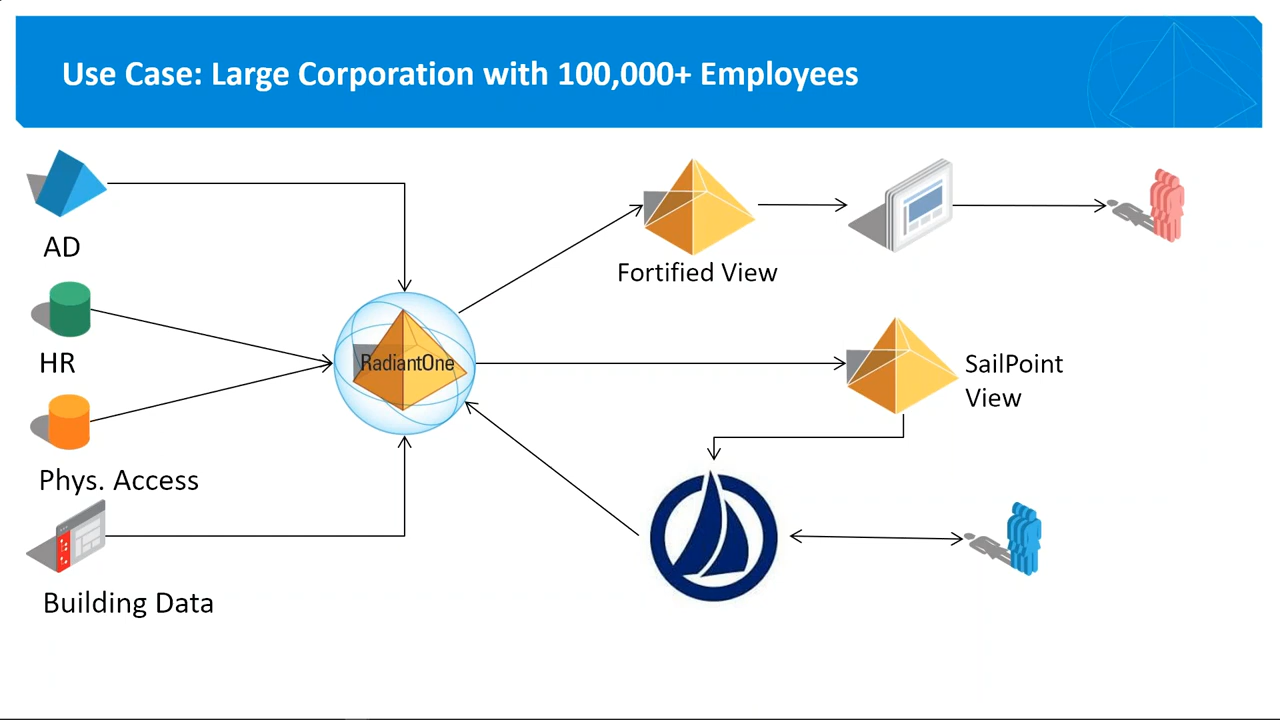 Use Case: Large Corporation with 100,000+ Employees
AD
HR
Phys. Access
Building Data
RadiantOne
Fortified View
SailPoint
View